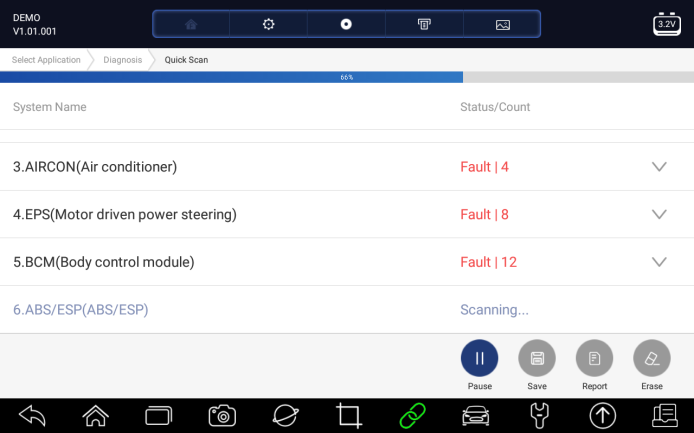 DEMO
V1.01.001
3.2V
Select Application Diagnosis Quick Scan
66%
System Name Status/Count
3.AIRCON(Air conditioner) Fault | 4
4.EPS(Motor driven power steering) Fault | 8
5.BCM(Body control module) Fault | 12
6.ABS/ESP(ABS/ESP) Scanning...
Pause Save Report Erase